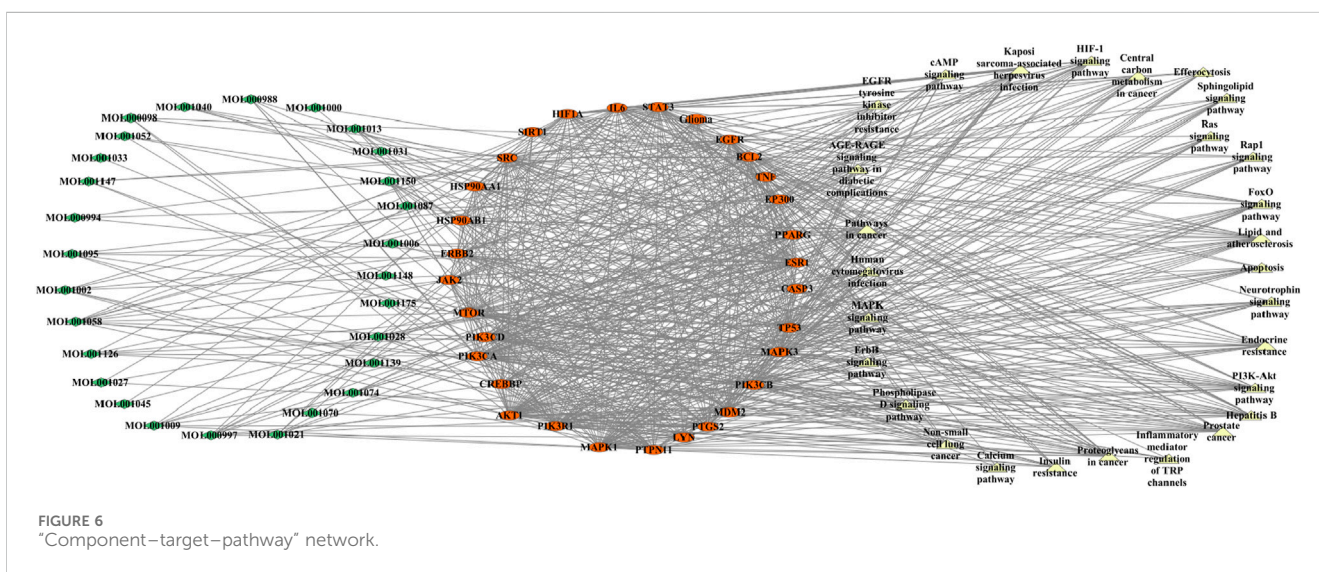 MOL001040
MOL000988
MOL001000
MOL000098
MOL001052
MOL001013
MOL001033
MOL001031
MOL001147
MOL001150
MOL000994
MOL001087
MOL001095
MOL001006
MOL001002
MOL001148
MOL001058
MOL001175
MOL001126
MOL001028
MOL001027
MOL001139
MOL001045
MOL001074
MOL001009
MOL001070
MOL000997
MOL001021
HIF1A
IL6
STAT3
Glioma
SIRT1
EGFR
SRC
BCL2
HSP90AA1
TNF
EP300
HSP90AB1
PPARG
ERBB2
ESR1
JAK2
CASP3
MTOR
TP53
PIK3CD
MAPK3
PIK3CA
CREBBP
PIK3CB
AKT1
MDM2
PIK3R1
PTGS2
LYN
MAPK1
PTPN11
EGFR
tyrosine
kinase
inhibitor
resistance
cAMP
signaling
pathway
Kaposi
sarcoma-associated
herpesvirus
infection
HIF-1
signaling
pathway
Central
carbon
metabolism
in cancer
Efferocytosis
Sphingolipid
signaling
pathway
Ras
signaling
pathway
Rap1
signaling
pathway
AGE-RAGE
signaling
pathway in
diabetic
complications
FoxO
signaling
pathway
Pathways
in cancer
Lipid and
atherosclerosis
Human
cytomegalovirus
infection
Apoptosis
MAPK
signaling
pathway
Neurotrophin
signaling
pathway
ErbB
signaling
pathway
Endocrine
resistance
Phospholipase
D signaling
pathway
PI3K-Akt
signaling
pathway
Hepatitis B
Non-small
cell lung
cancer
Prostate
cancer
Calcium
signaling
pathway
Insulin
resistance
Proteoglycans
in cancer
Inflammatory
mediator
regulation
of TRP
channels
FIGURE 6
"Component–target–pathway" network.